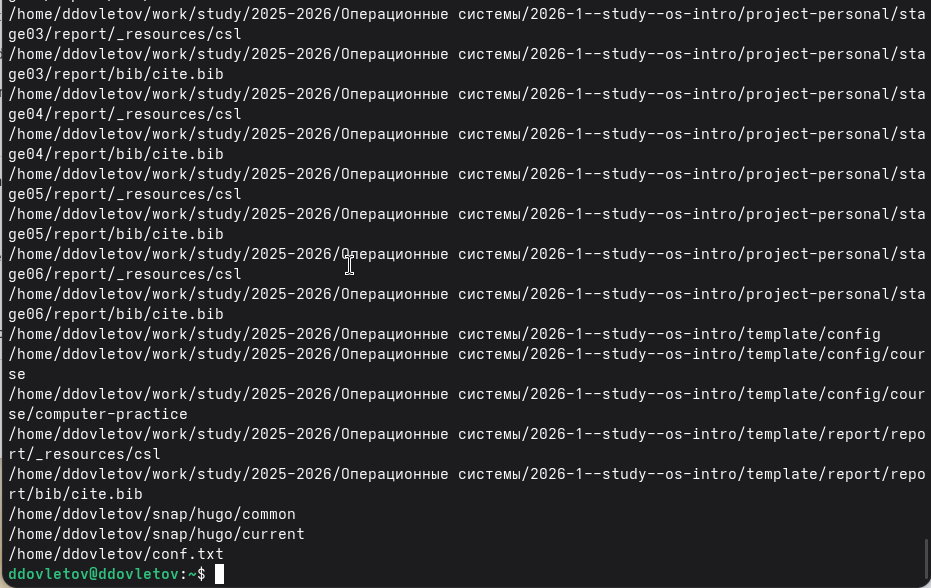 /home/ddovletov/work/study/2025-2026/Операционные системы/2026-1--study--os-intro/project-personal/sta
ge03/report/_resources/csl
/home/ddovletov/work/study/2025-2026/Операционные системы/2026-1--study--os-intro/project-personal/sta
ge03/report/bib/cite.bib
/home/ddovletov/work/study/2025-2026/Операционные системы/2026-1--study--os-intro/project-personal/sta
ge04/report/_resources/csl
/home/ddovletov/work/study/2025-2026/Операционные системы/2026-1--study--os-intro/project-personal/sta
ge04/report/bib/cite.bib
/home/ddovletov/work/study/2025-2026/Операционные системы/2026-1--study--os-intro/project-personal/sta
ge05/report/_resources/csl
/home/ddovletov/work/study/2025-2026/Операционные системы/2026-1--study--os-intro/project-personal/sta
ge05/report/bib/cite.bib
/home/ddovletov/work/study/2025-2026/Операционные системы/2026-1--study--os-intro/project-personal/sta
ge06/report/_resources/csl
/home/ddovletov/work/study/2025-2026/Операционные системы/2026-1--study--os-intro/project-personal/sta
ge06/report/bib/cite.bib
/home/ddovletov/work/study/2025-2026/Операционные системы/2026-1--study--os-intro/template/config
/home/ddovletov/work/study/2025-2026/Операционные системы/2026-1--study--os-intro/template/config/cour
se
/home/ddovletov/work/study/2025-2026/Операционные системы/2026-1--study--os-intro/template/config/cour
se/computer-practice
/home/ddovletov/work/study/2025-2026/Операционные системы/2026-1--study--os-intro/template/report/repo
rt/_resources/csl
/home/ddovletov/work/study/2025-2026/Операционные системы/2026-1--study--os-intro/template/report/repo
rt/bib/cite.bib
/home/ddovletov/snap/hugo/common
/home/ddovletov/snap/hugo/current
/home/ddovletov/conf.txt
ddovletov@ddovletov:~$